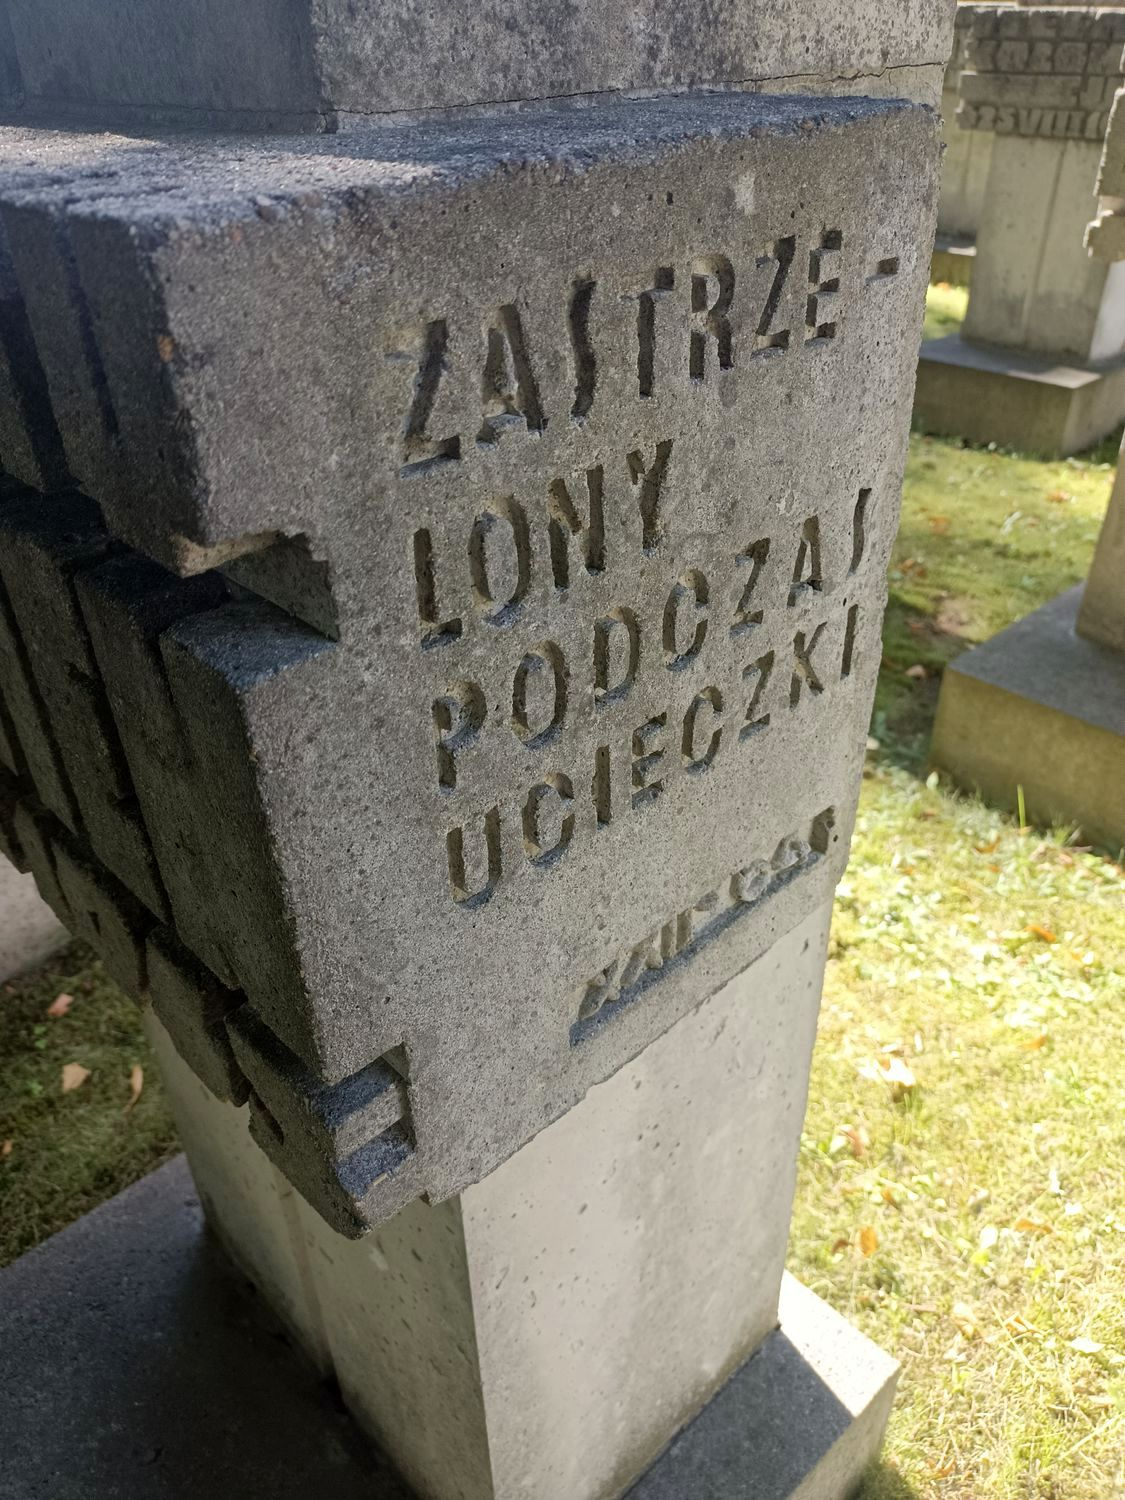 ZASTRZE-
LONY
PODCZAS
UCIECZKI